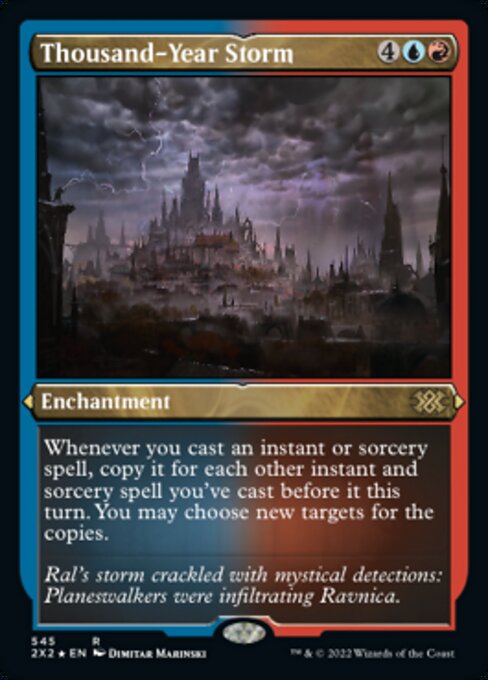 Thousand-Year Storm 4
Enchantment
Whenever you cast an instant or sorcery
spell, copy it for each other instant and
sorcery spell you've cast before it this
turn. You may choose new targets for the
copies.
Ral's storm crackled with mystical detections:
Planeswalkers were infiltrating Ravnica.
545 R
2X2 ★ EN Dimitar Marinski
™ & © 2022 Wizards of the Coast